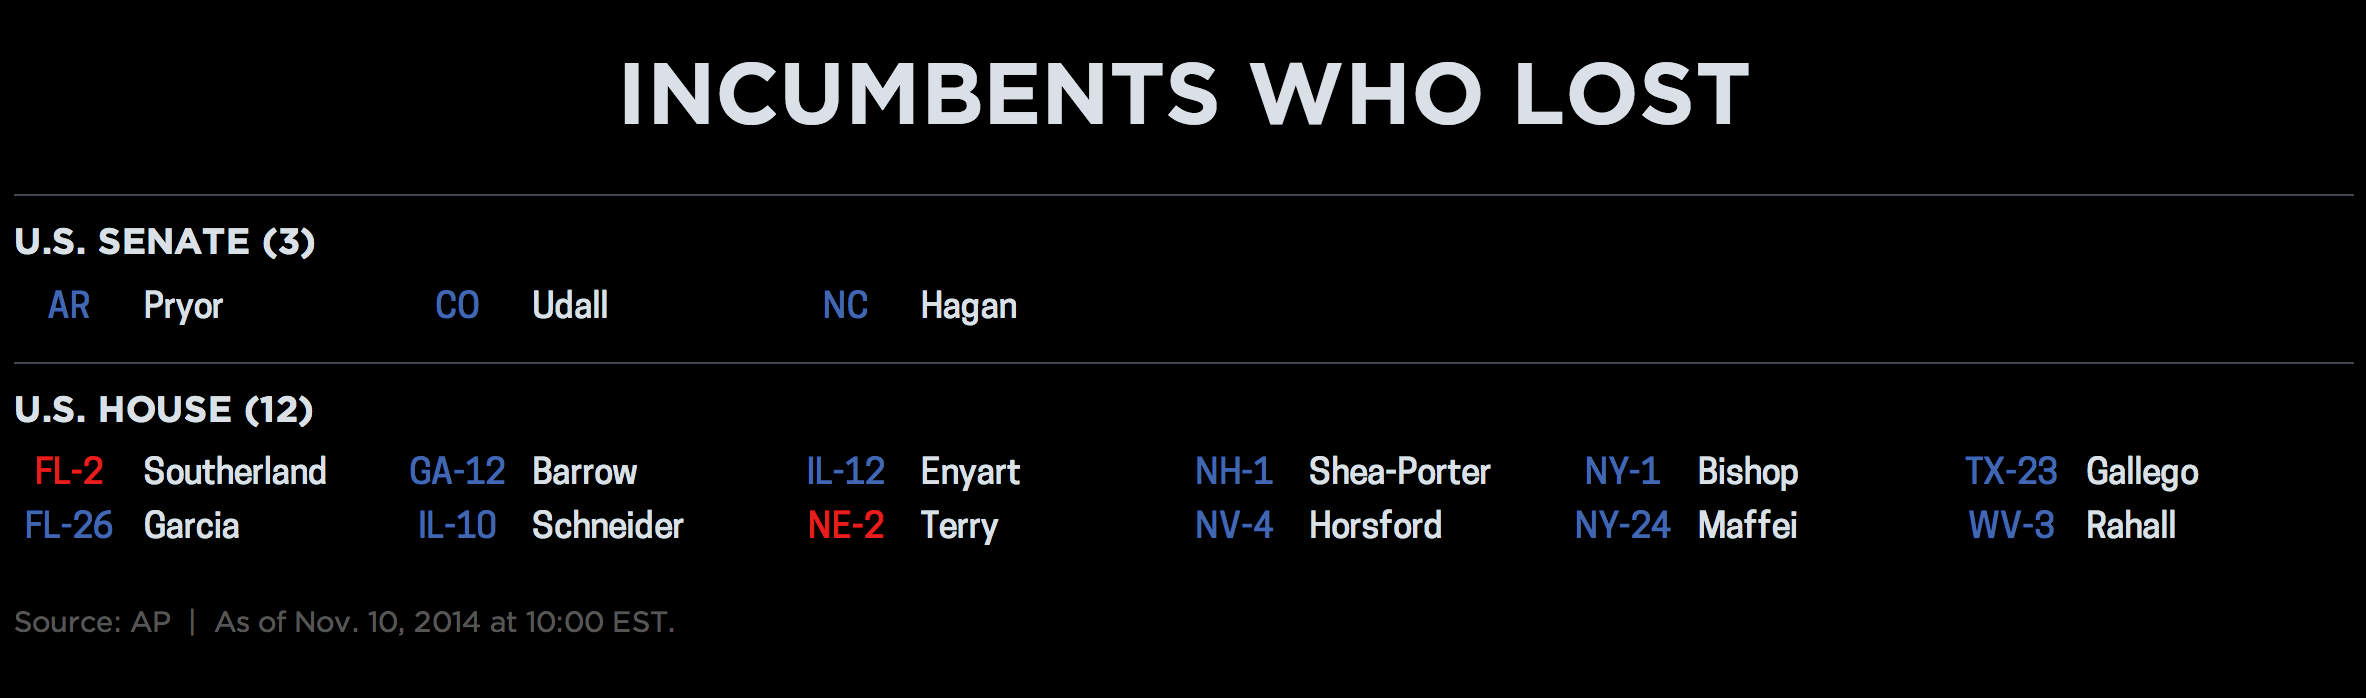 INCUMBENTS WHO LOST
U.S. SENATE (3)
AR Pryor CO Udall NC Hagan
U.S. HOUSE (12)
FL-2 Southerland GA-12 Barrow IL-12 Enyart NH-1 Shea-Porter NY-1 Bishop TX-23 Gallego
FL-26 Garcia IL-10 Schneider NE-2 Terry NV-4 Horsford NY-24 Maffei WV-3 Rahall
Source: AP | As of Nov. 10, 2014 at 10:00 EST.